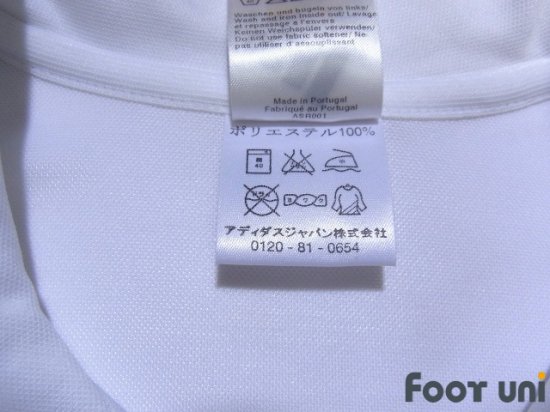 Waschen und bügeln von links/
Wash and iron inside out/ Lavage
et repassage à l'envers
Keinen Weichspüler verwenden/
Do not use fabric softener/ Ne
pas utiliser d'assouplissant
Made in Portugal
Fabriqué au Portugal
ASR001
ポリエステル100%
40
アディダスジャパン株式会社
0120-81-0654
FOOT UNI